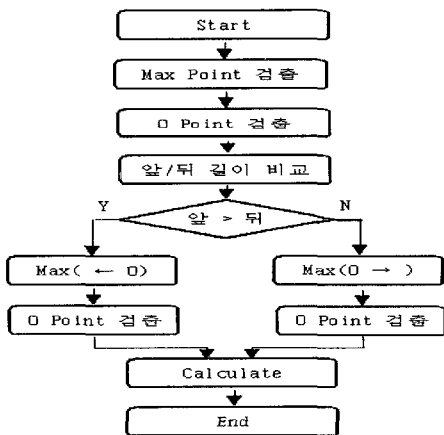 Start
Max Point 검출
0 Point 검출
앞/뒤 길이 비교
Y
앞 > 뒤
N
Max( ← 0)
Max(0 → )
0 Point 검출
0 Point 검출
Calculate
End